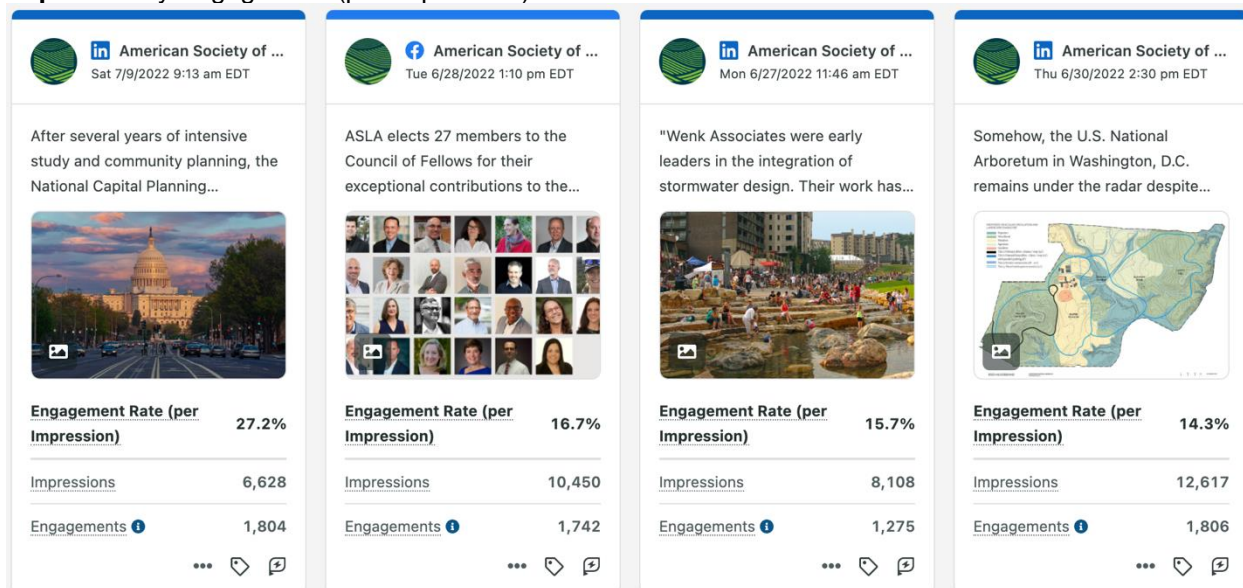 American Society of ...
Sat 7/9/2022 9:13 am EDT
After several years of intensive
study and community planning, the
National Capital Planning...
Engagement Rate (per
Impression) 27.2%
Impressions 6,628
Engagements 1,804
American Society of ...
Tue 6/28/2022 1:10 pm EDT
ASLA elects 27 members to the
Council of Fellows for their
exceptional contributions to the...
Engagement Rate (per
Impression) 16.7%
Impressions 10,450
Engagements 1,742
American Society of ...
Mon 6/27/2022 11:46 am EDT
"Wenk Associates were early
leaders in the integration of
stormwater design. Their work has...
Engagement Rate (per
Impression) 15.7%
Impressions 8,108
Engagements 1,275
American Society of ...
Thu 6/30/2022 2:30 pm EDT
Somehow, the U.S. National
Arboretum in Washington, D.C.
remains under the radar despite...
Engagement Rate (per
Impression) 14.3%
Impressions 12,617
Engagements 1,806